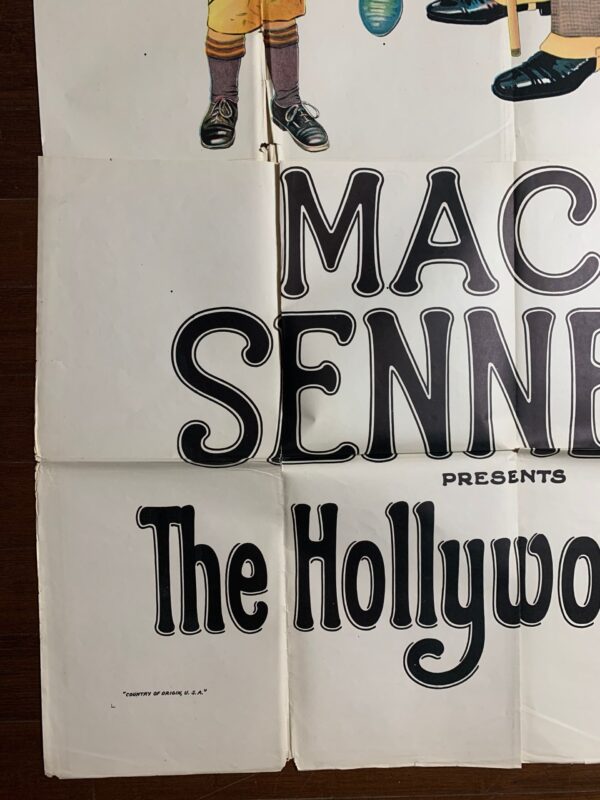 MAC
SENNE
PRESENTS
The Hollywo
"COUNTRY OF ORIGIN, U. S. A."